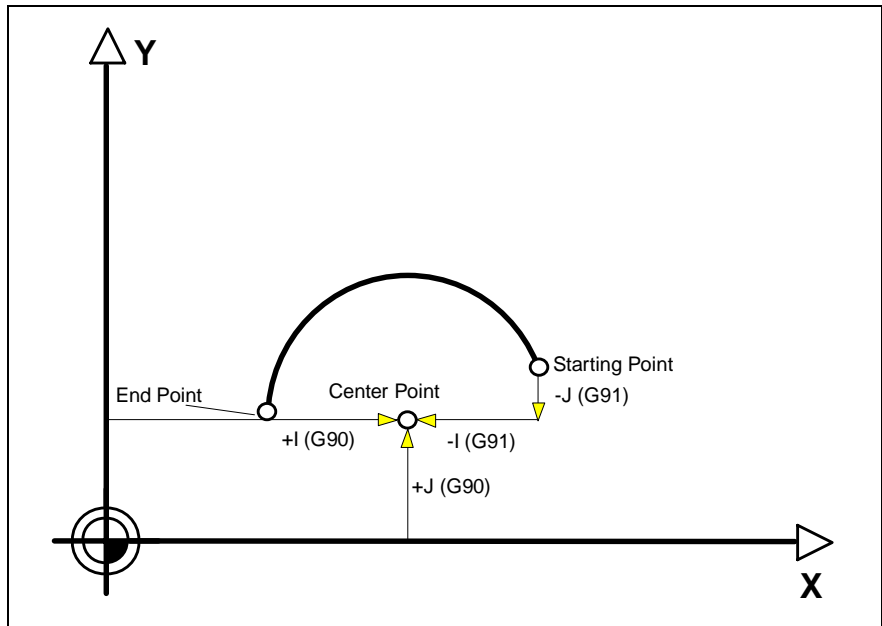 Y
Starting Point
End Point
Center Point
-J (G91)
+I (G90)
-I (G91)
+J (G90)
X